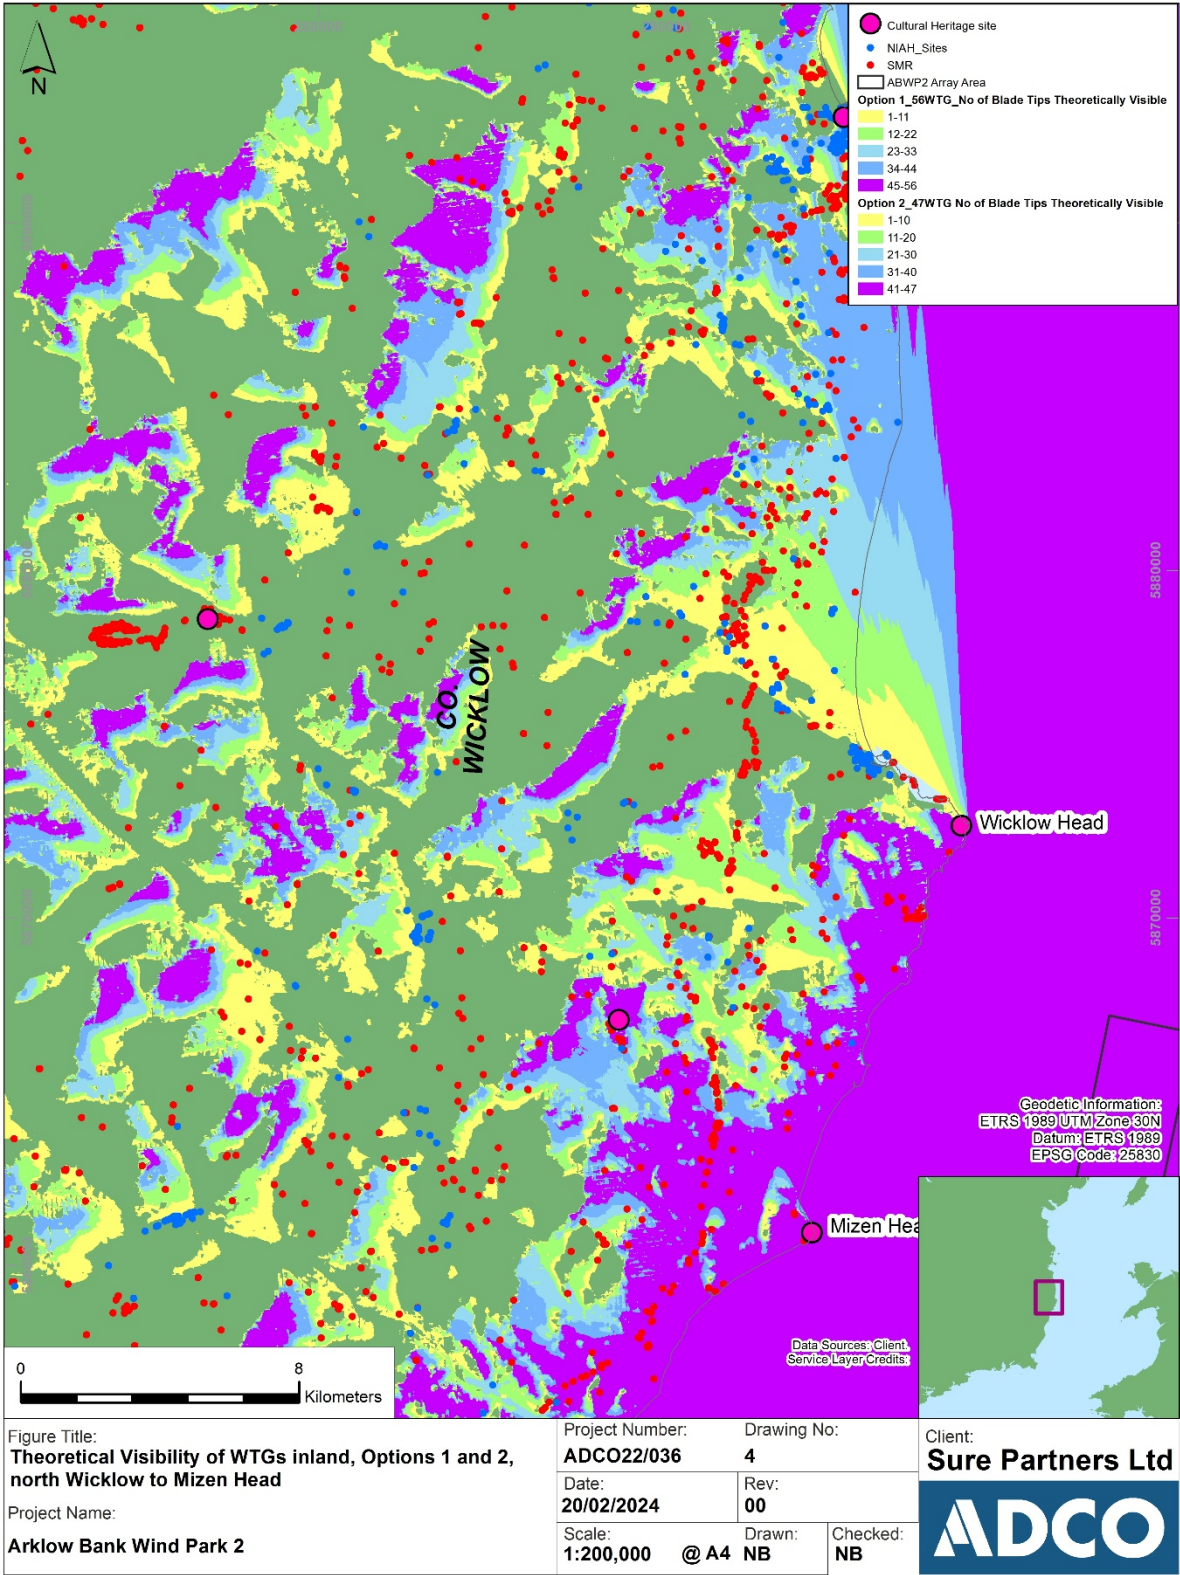 N
Cultural Heritage site
NIAH_Sites
SMR
ABWP2 Array Area
Option 1_56WTG_No of Blade Tips Theoretically Visible
1-11
12-22
23-33
34-44
45-56
Option 2_47WTG No of Blade Tips Theoretically Visible
1-10
11-20
21-30
31-40
41-47
5880000
CO.
WICKLOW
Wicklow Head
5870000
Geodetic Information:
ETRS 1989 UTM Zone 30N
Datum: ETRS 1989
EPSG Code: 25830
Mizen Hea
Data Sources: Client.
Service Layer Credits:
0 8
Kilometers
Figure Title:
Theoretical Visibility of WTGs inland, Options 1 and 2,
north Wicklow to Mizen Head
Project Name:
Arklow Bank Wind Park 2
Project Number:
ADCO22/036
Drawing No:
4
Date:
20/02/2024
Rev:
00
Scale:
1:200,000 @ A4
Drawn:
NB
Checked:
NB
Client:
Sure Partners Ltd
ADCO